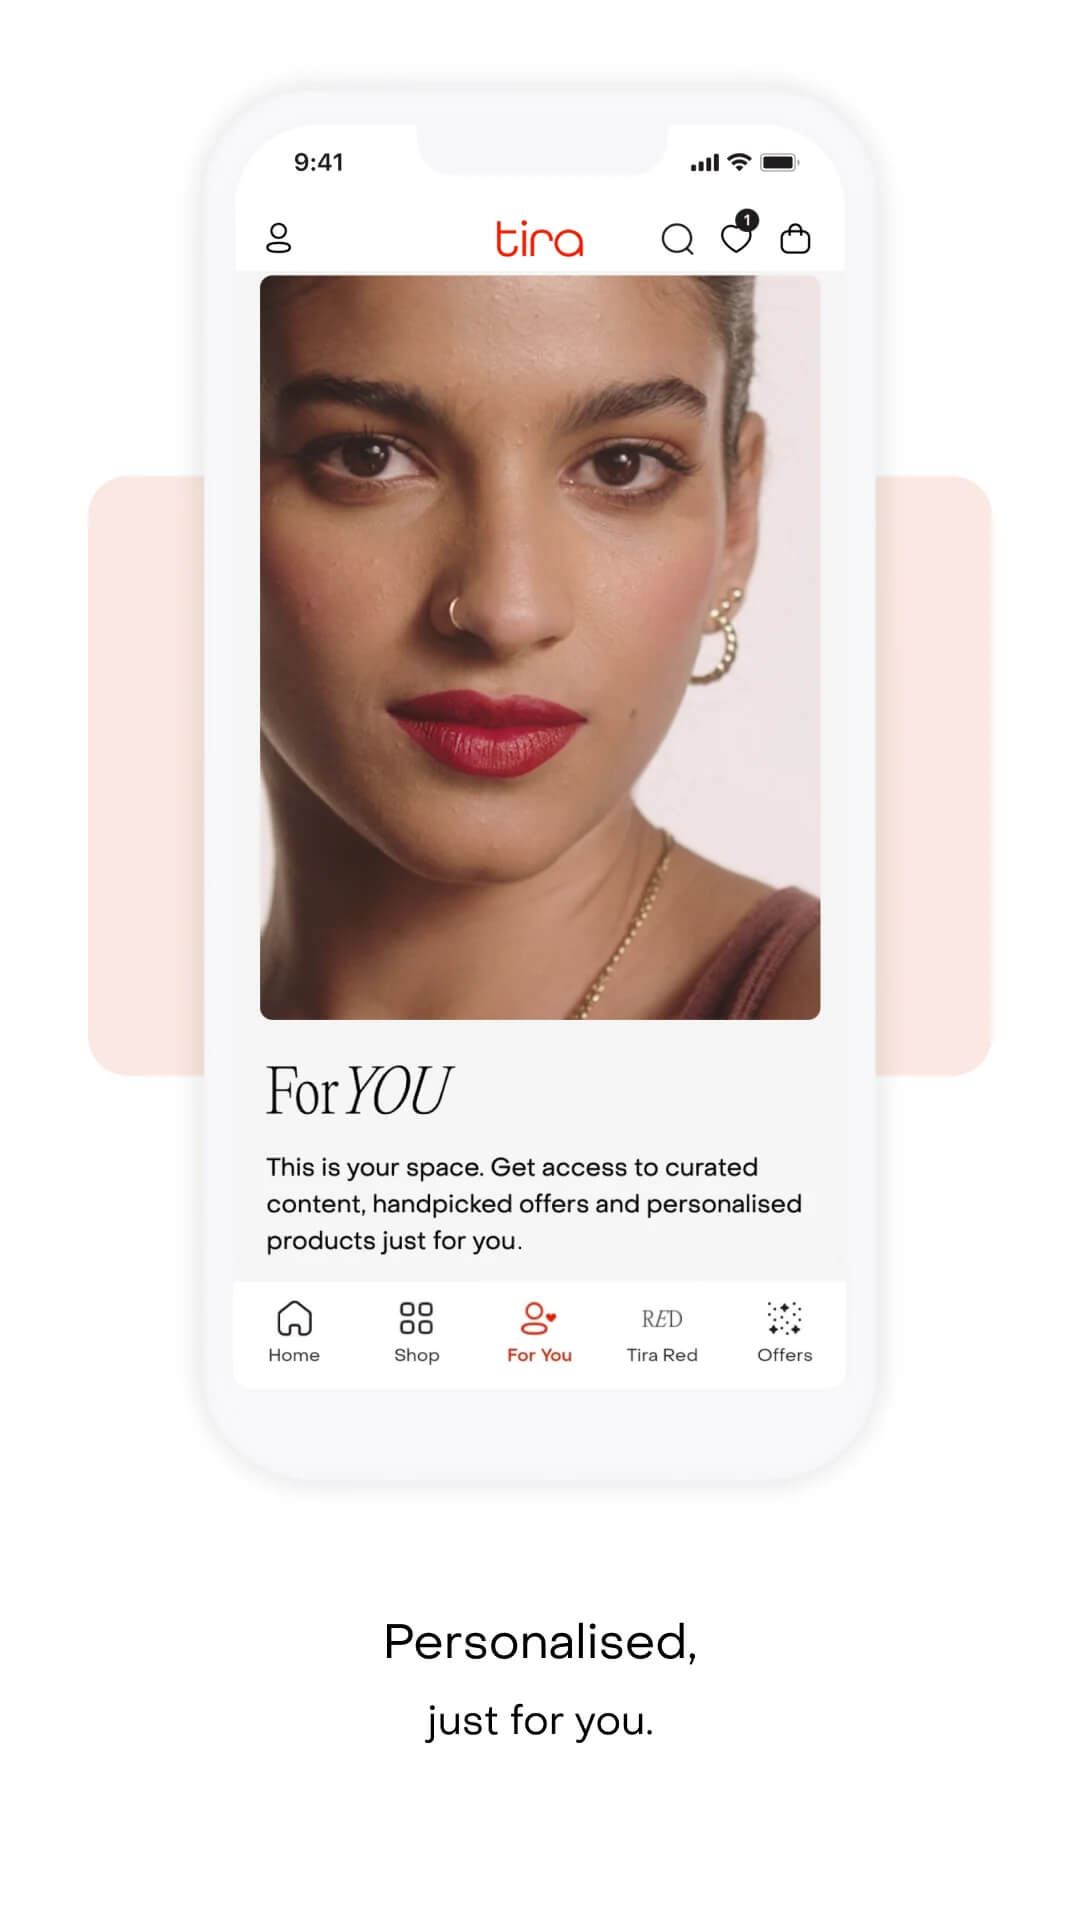 9:41
tira
1
For YOU
This is your space. Get access to curated
content, handpicked offers and personalised
products just for you.
RED
Home
Shop
For You
Tira Red
Offers
Personalised,
just for you.